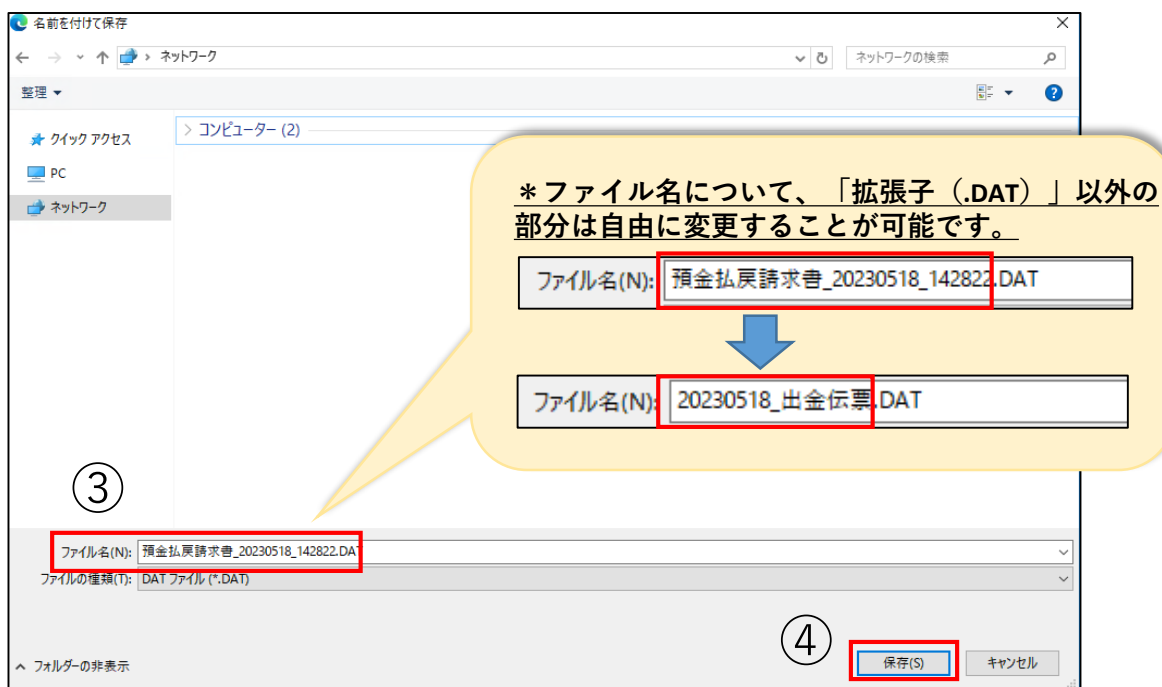 名前を付けて保存
ネットワーク
ネットワークの検索
整理
クイック アクセス
コンピューター (2)
PC
ネットワーク
＊ファイル名について、「拡張子（.DAT）」以外の
部分は自由に変更することが可能です。
ファイル名(N): 預金払戻請求書_20230518_142822.DAT
ファイル名(N): 20230518_出金伝票.DAT
③
ファイル名(N): 預金払戻請求書_20230518_142822.DAT
ファイルの種類(T): DAT ファイル (*.DAT)
④
フォルダーの非表示
保存(S)
キャンセル